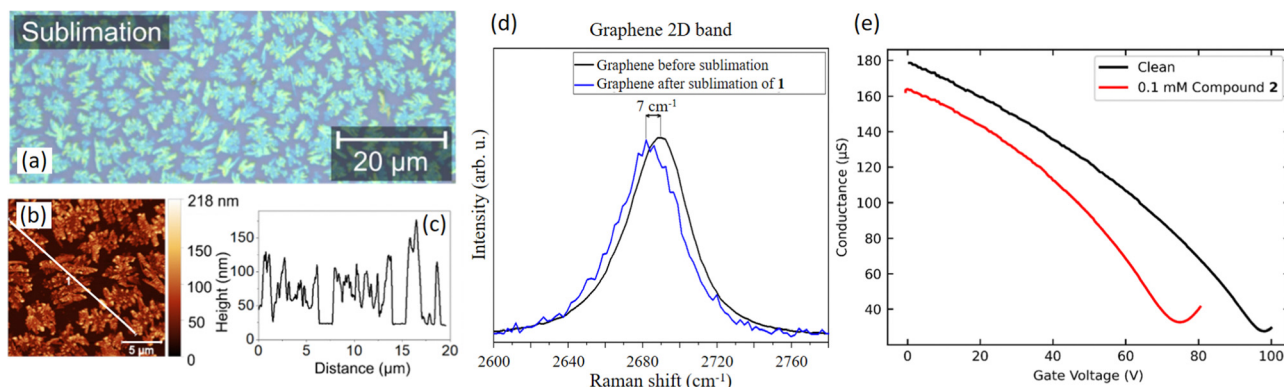 Sublimation
(a)
20 μm
(b)
218 nm
150
100
50
0
1
5 μm
(c)
Height (nm)
150
100
50
0
0 5 10 15 20
Distance (μm)
(d)
Graphene 2D band
Graphene before sublimation
Graphene after sublimation of 1
7 cm⁻¹
Intensity (arb. u.)
2600 2640 2680 2720 2760
Raman shift (cm⁻¹)
(e)
Clean
0.1 mM Compound 2
Conductance (μS)
180
160
140
120
100
80
60
40
0 20 40 60 80 100
Gate Voltage (V)